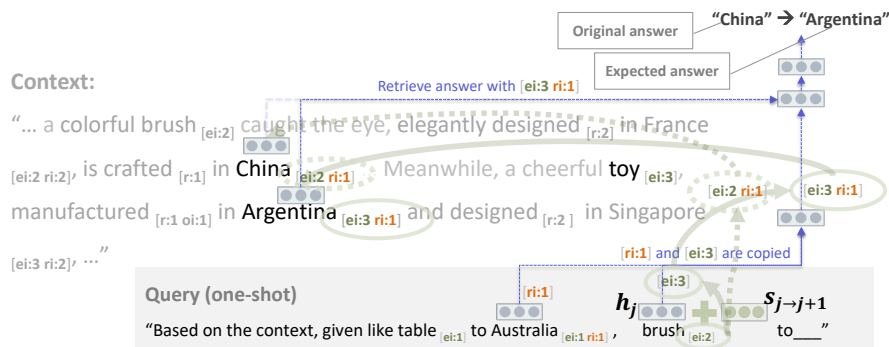 “China” → “Argentina”
Original answer
Expected answer
Retrieve answer with [ei:3 ri:1]
Context:
“... a colorful brush [ei:2] caught the eye, elegantly designed [r:2] in France
[ei:2 ri:2], is crafted [r:1] in China [ei:2 ri:1]. Meanwhile, a cheerful toy [ei:3],
[ei:2 ri:1]
[ei:3 ri:1]
manufactured [r:1 oi:1] in Argentina [ei:3 ri:1] and designed [r:2 ] in Singapore
[ei:3 ri:2], ...”
[ri:1] and [ei:3] are copied
[ei:3]
Query (one-shot)
[ri:1]
hj
+
sj→j+1
“Based on the context, given like table [ei:1] to Australia [ei:1 ri:1] , brush [ei:2] to___”